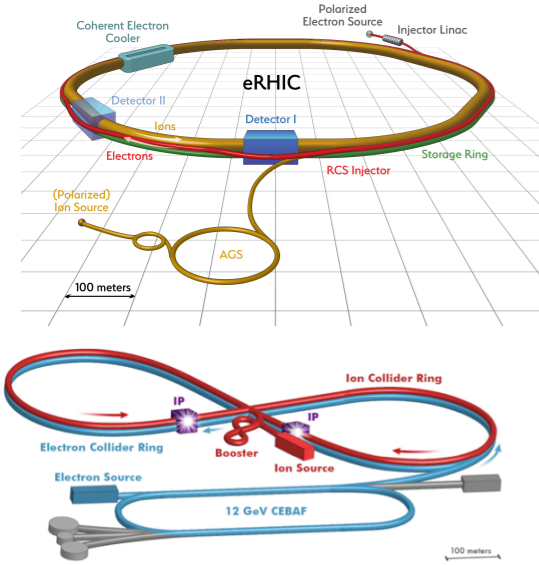 Polarized
Electron Source
Injector Linac
Coherent Electron
Cooler
eRHIC
Detector II
Detector I
Ions
Electrons
Storage Ring
RCS Injector
(Polarized)
Ion Source
AGS
100 meters
IP
Ion Collider Ring
IP
Electron Collider Ring
Booster
Ion Source
Electron Source
12 GeV CEBAF
100 meters